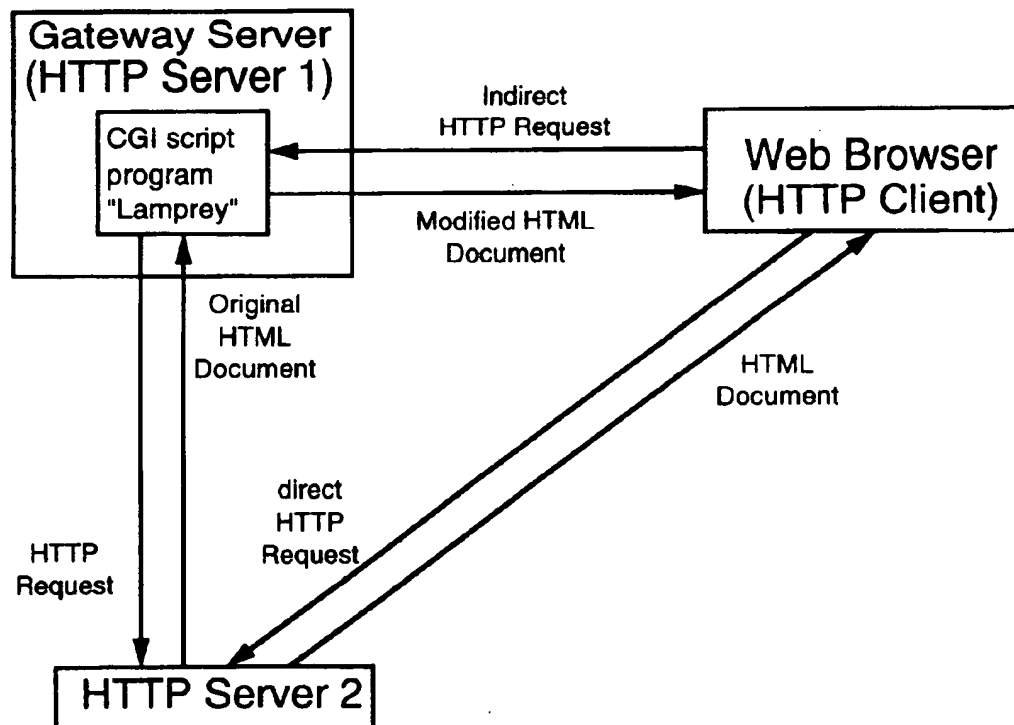 Gateway Server
(HTTP Server 1)
CGI script
program
"Lamprey"
Indirect
HTTP Request
Modified HTML
Document
Web Browser
(HTTP Client)
Original
HTML
Document
HTML
Document
direct
HTTP
Request
HTTP
Request
HTTP Server 2